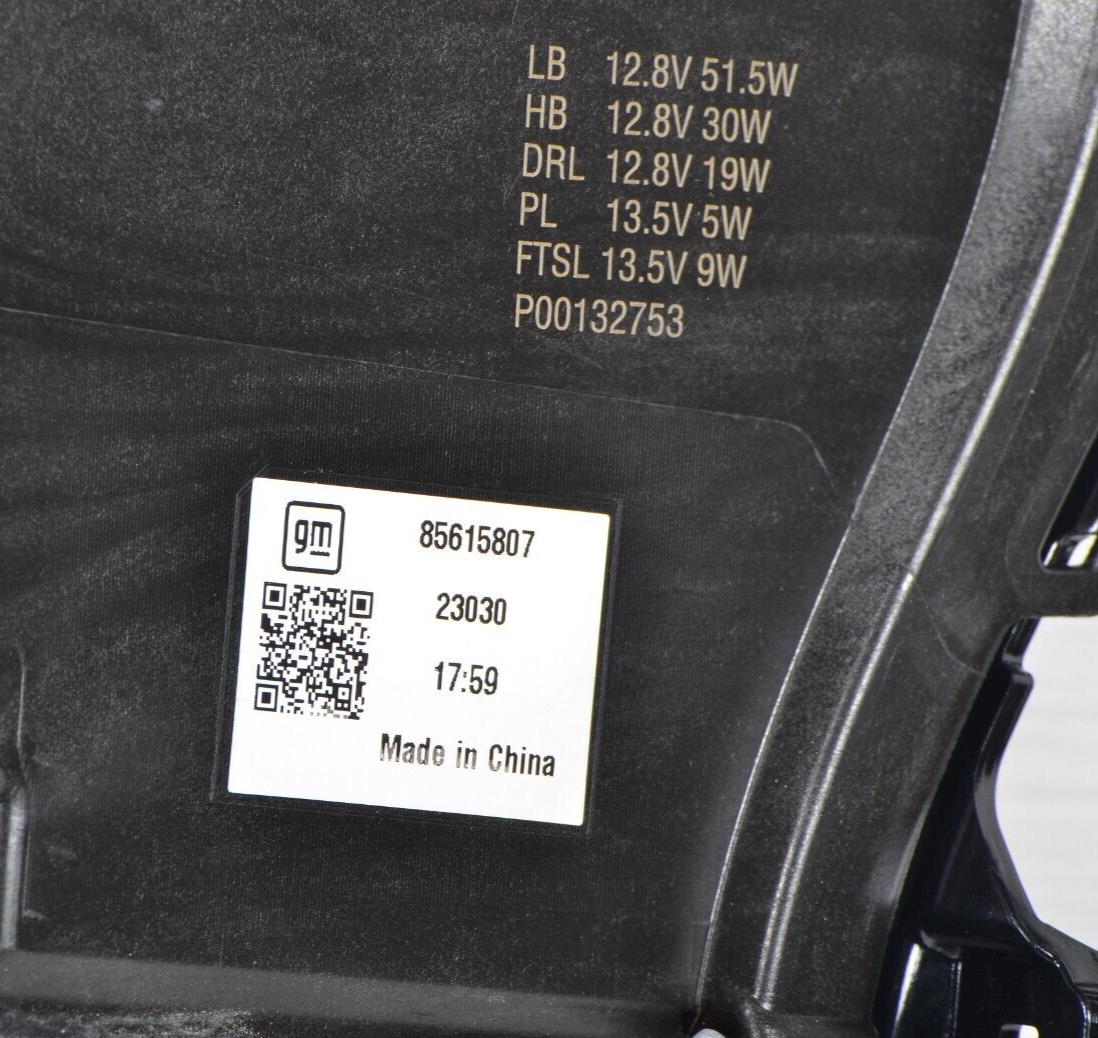 LB 12.8V 51.5W
HB 12.8V 30W
DRL 12.8V 19W
PL 13.5V 5W
FTSL 13.5V 9W
P00132753
gm
85615807
23030
17:59
Made in China